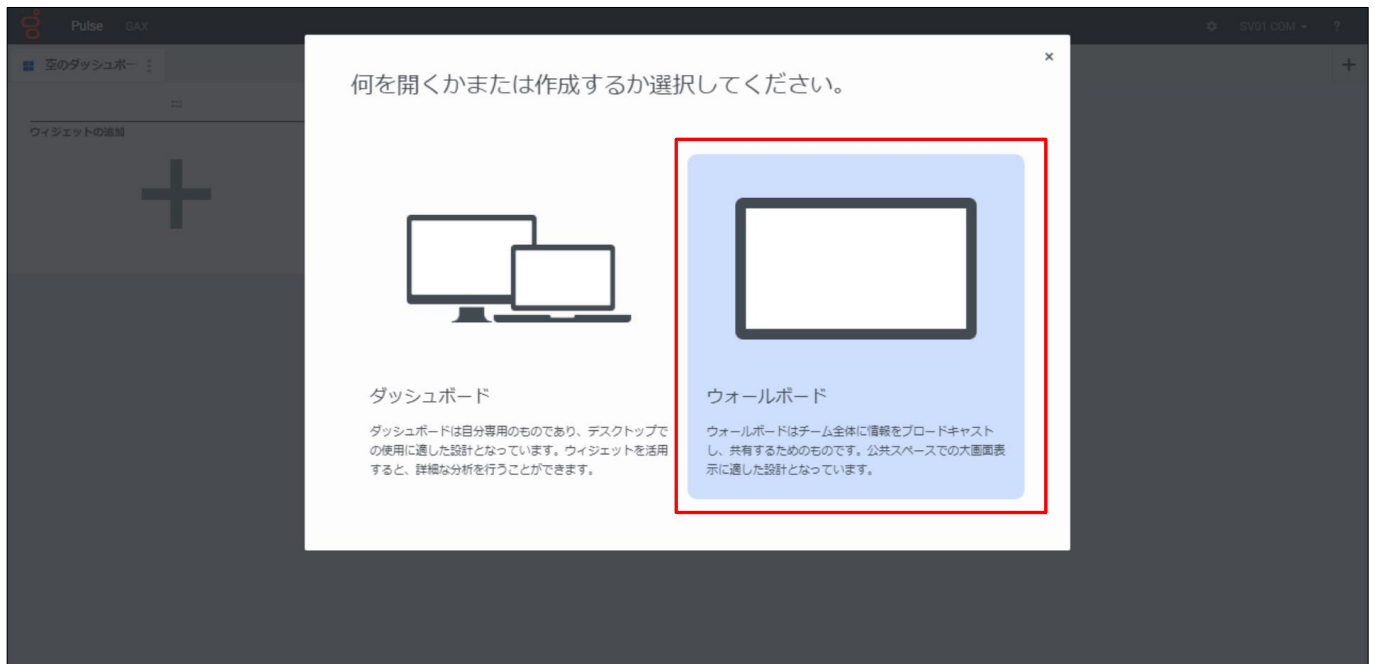 Pulse GAX
SV01 COM ?
空のダッシュボー
×
何を開くかまたは作成するか選択してください。
ウィジェットの追加
ダッシュボード
ダッシュボードは自分専用のものであり、デスクトップで
の使用に適した設計となっています。ウィジェットを活用
すると、詳細な分析を行うことができます。
ウォールボード
ウォールボードはチーム全体に情報をブロードキャスト
し、共有するためのものです。公共スペースでの大画面表
示に適した設計となっています。